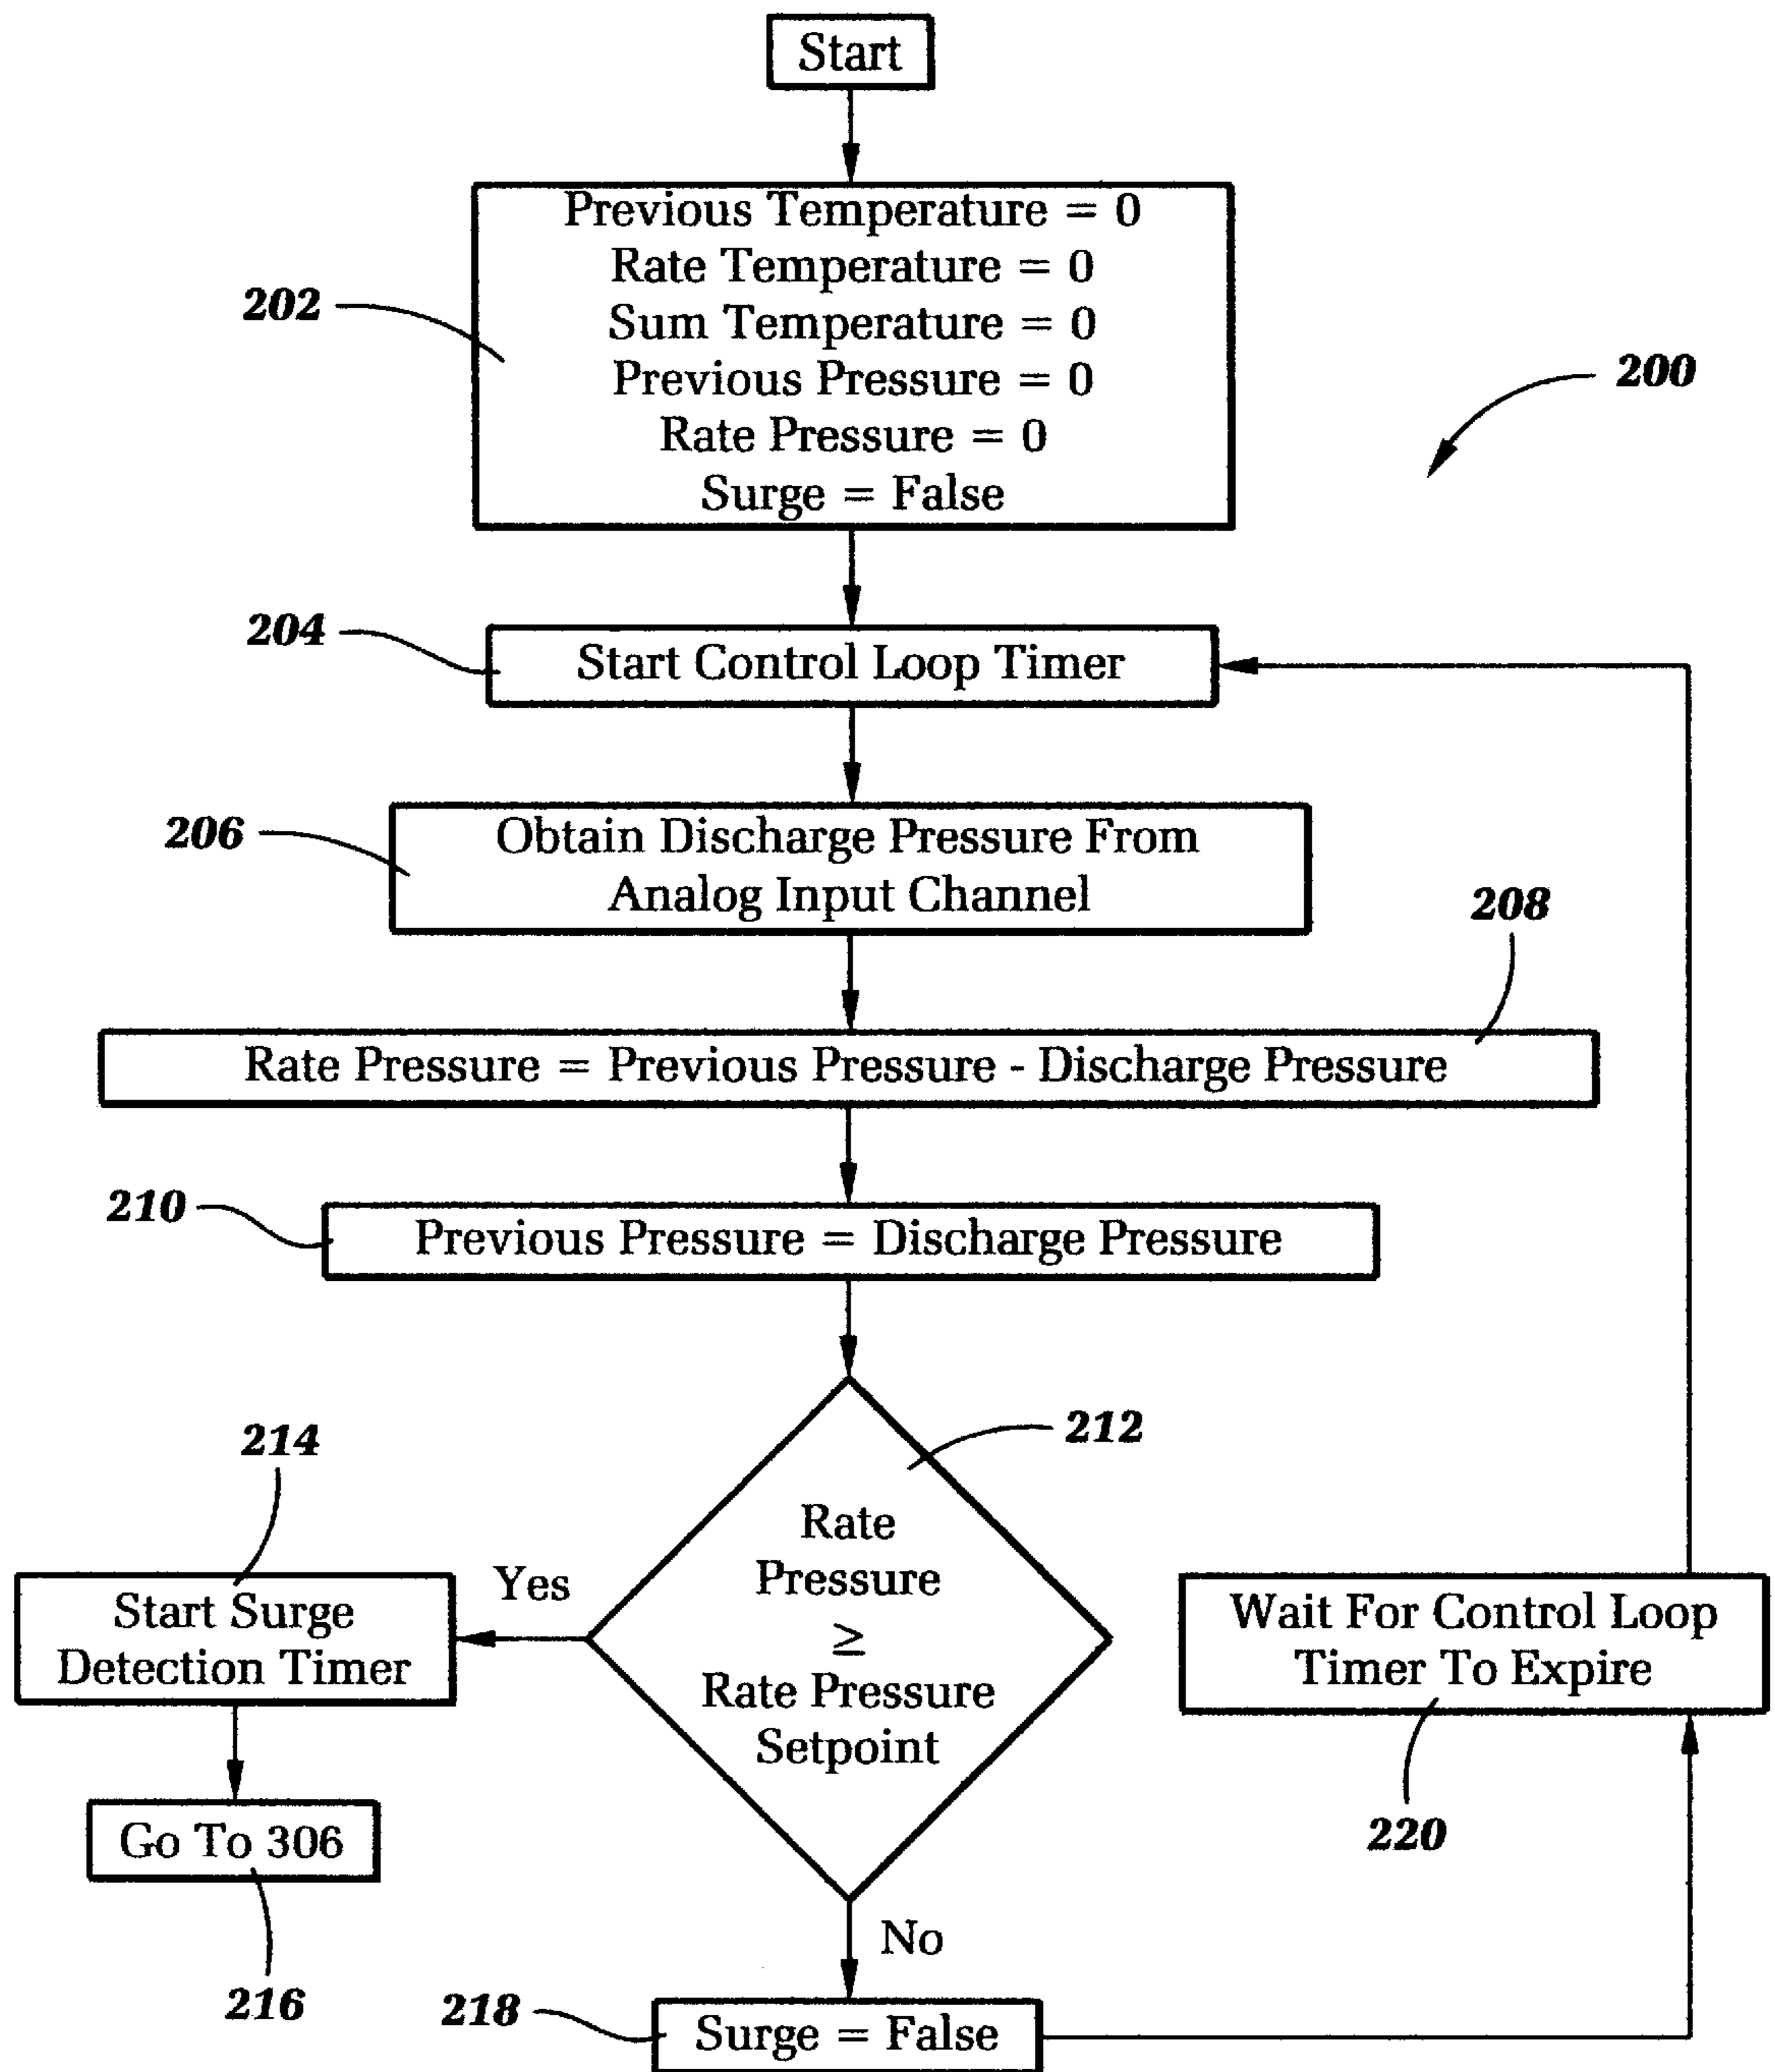 Start
Previous Temperature = 0
Rate Temperature = 0
Sum Temperature = 0
Previous Pressure = 0
Rate Pressure = 0
Surge = False
202
200
204
Start Control Loop Timer
206
Obtain Discharge Pressure From
Analog Input Channel
208
Rate Pressure = Previous Pressure - Discharge Pressure
210
Previous Pressure = Discharge Pressure
212
Rate
Pressure
≥
Rate Pressure
Setpoint
214
Yes
Start Surge
Detection Timer
Go To 306
216
No
218
Surge = False
Wait For Control Loop
Timer To Expire
220